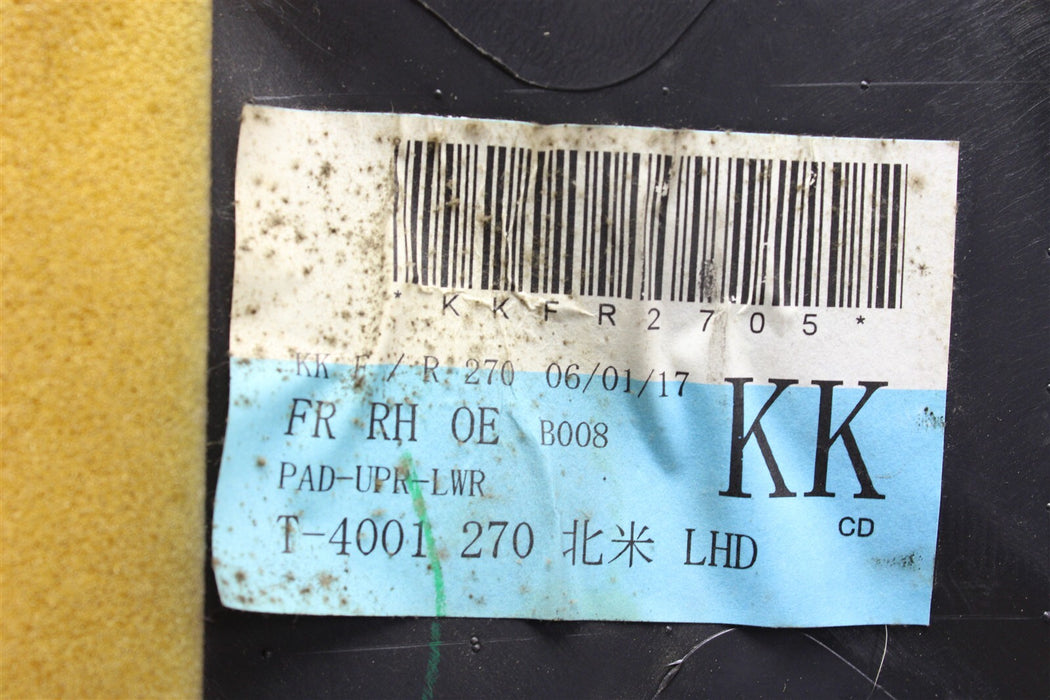 *KKFR2705*
KK F / R 270 06/01/17
KK
FR RH OE B008
PAD-UPR-LWR
CD
T-4001 270 北米 LHD